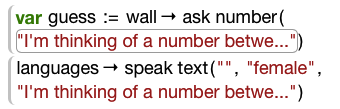 var guess := wall→ ask number(
"I'm thinking of a number betwe...")
languages→ speak text("", "female",
"I'm thinking of a number betwe...")